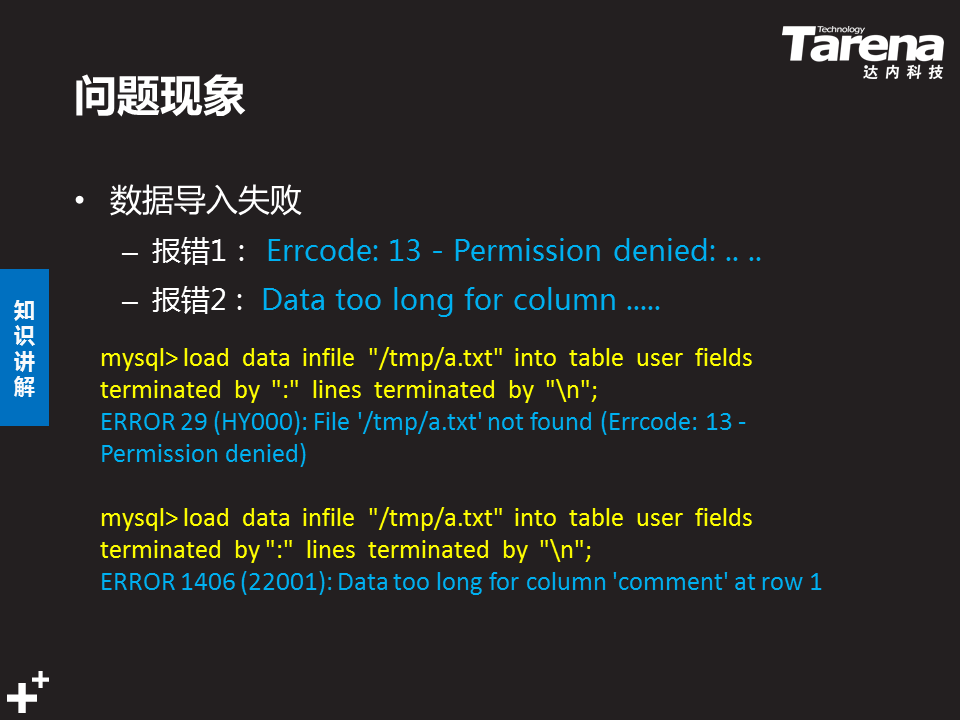 Technology
Tarena
达内科技
问题现象
• 数据导入失败
– 报错1： Errcode: 13 - Permission denied: .. ..
– 报错2： Data too long for column .....
知
识
讲
解
mysql> load data infile "/tmp/a.txt" into table user fields
terminated by ":" lines terminated by "\n";
ERROR 29 (HY000): File '/tmp/a.txt' not found (Errcode: 13 -
Permission denied)
mysql> load data infile "/tmp/a.txt" into table user fields
terminated by ":" lines terminated by "\n";
ERROR 1406 (22001): Data too long for column 'comment' at row 1